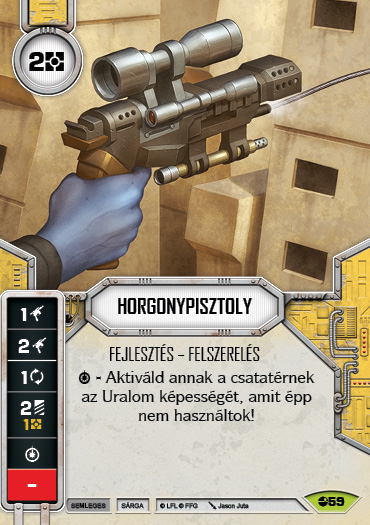 2
HORGONYPISZTOLY
FEJLESZTÉS – FELSZERELÉS
- Aktiváld annak a csatatérnek
az Uralom képességét, amit épp
nem használtok!
1
2
1
2
1
–
SEMLEGES
SÁRGA
© LFL © FFG
Jason Juta
59